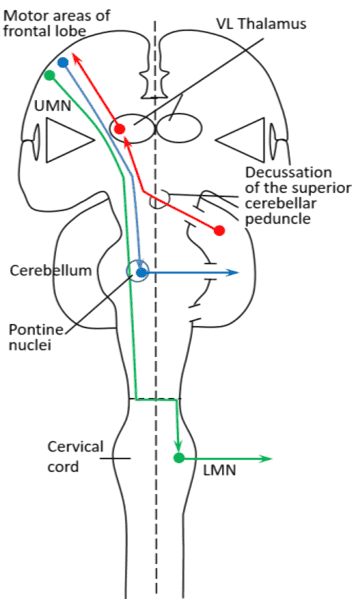 Motor areas of
frontal lobe
VL Thalamus
UMN
Decussation
of the superior
cerebellar
peduncle
Cerebellum
Pontine
nuclei
Cervical
cord
LMN